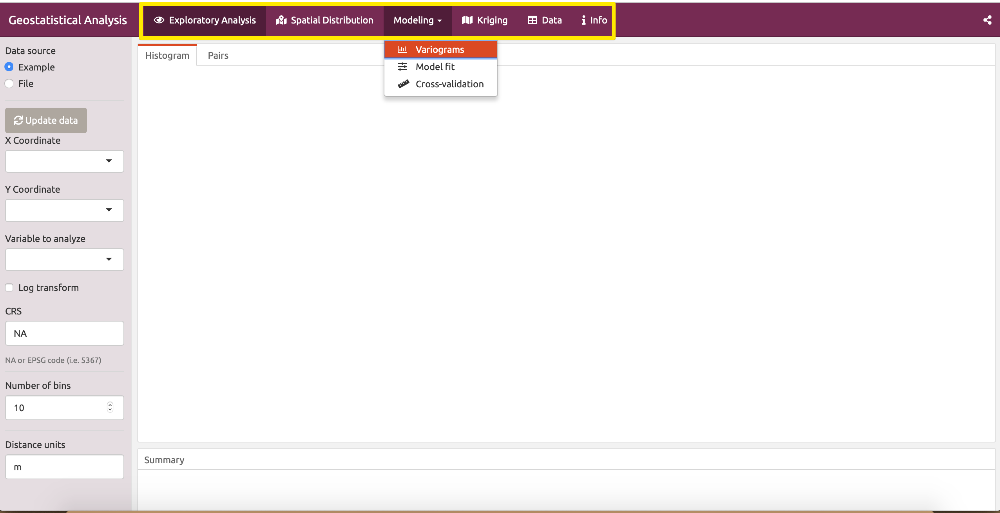 Geostatistical Analysis
Exploratory Analysis
Spatial Distribution
Modeling
Kriging
Data
Info
Variograms
Model fit
Cross-validation
Data source
Example
File
Update data
X Coordinate
Y Coordinate
Variable to analyze
Log transform
CRS
NA
NA or EPSG code (i.e. 5367)
Number of bins
10
Distance units
m
Histogram
Pairs
Summary